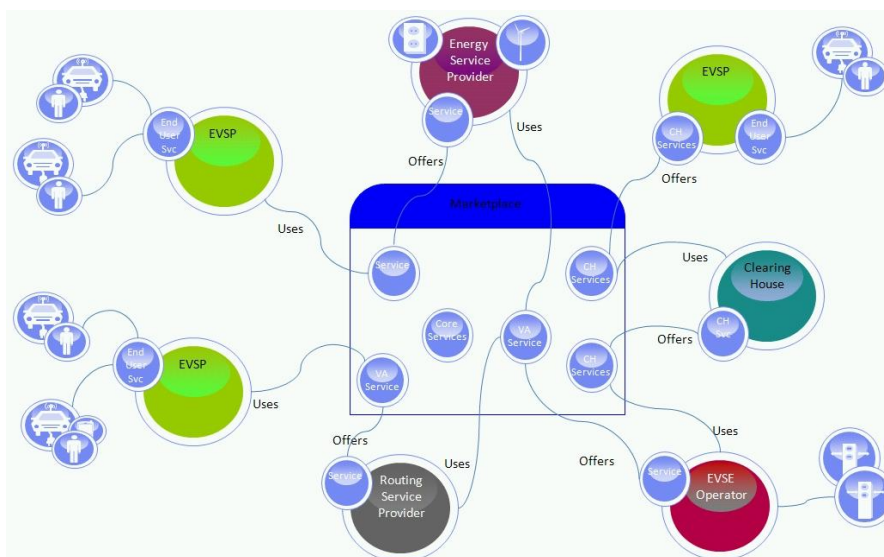 Energy
Service
Provider
Service
Uses
Offers
EVSP
End
User
Svc
Uses
EVSP
CH
Services
End
User
Svc
Offers
Marketplace
Service
CH
Services
Uses
Clearing
House
CH
Svc
Offers
Core
Services
VA
Service
CH
Services
EVSP
End
User
Svc
Uses
VA
Service
Offers
Service
Routing
Service
Provider
Uses
Offers
Uses
Service
EVSE
Operator